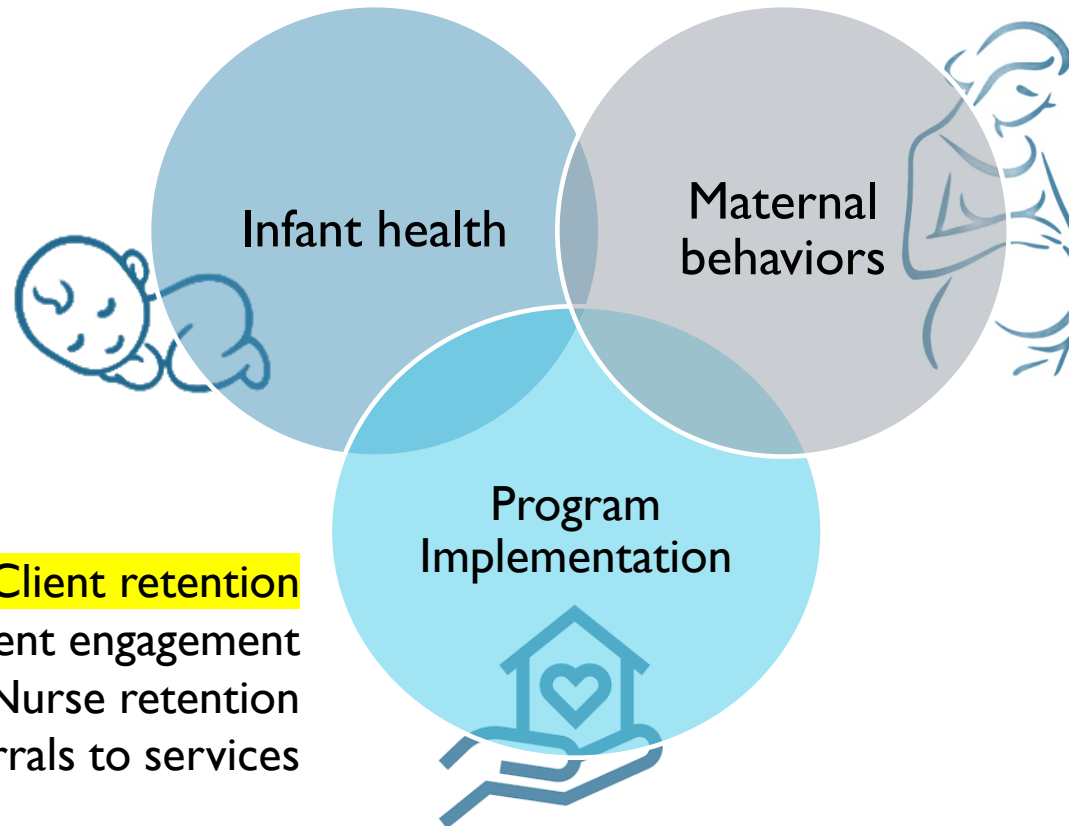 Infant health
Maternal
behaviors
Program
Implementation
Client retention
ent engagement
Nurse retention
rrals to services